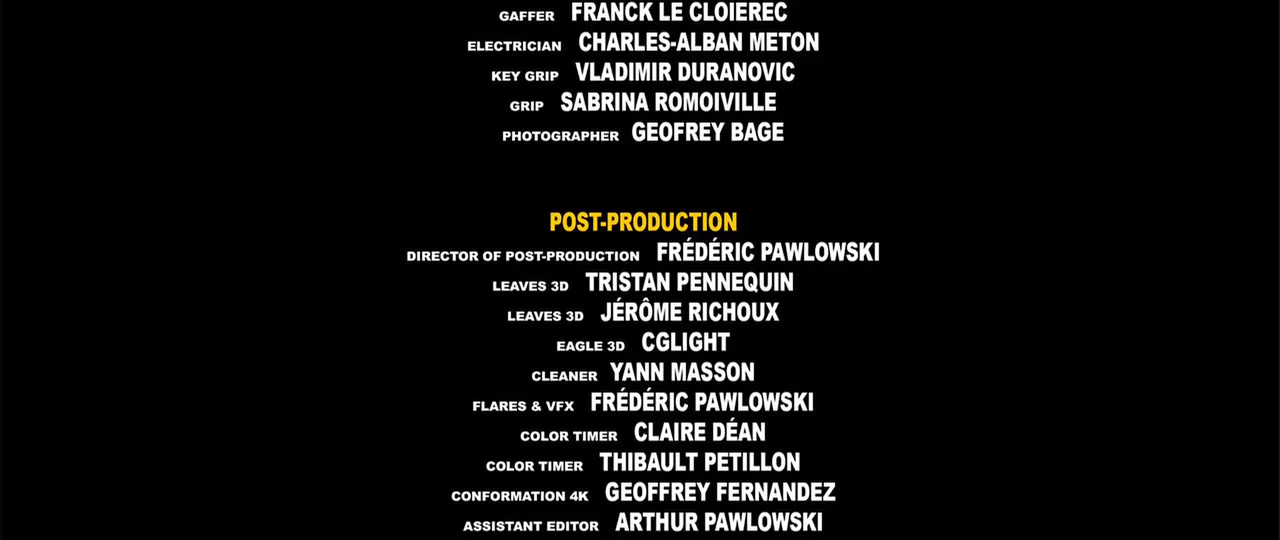 GAFFER FRANCK LE CLOIEREC
ELECTRICIAN CHARLES-ALBAN METON
KEY GRIP VLADIMIR DURANOVIC
GRIP SABRINA ROMOIVILLE
PHOTOGRAPHER GEOFREY BAGE
POST-PRODUCTION
DIRECTOR OF POST-PRODUCTION FRÉDÉRIC PAWLOWSKI
LEAVES 3D TRISTAN PENNEQUIN
LEAVES 3D JÉRÔME RICHOUX
EAGLE 3D CGLIGHT
CLEANER YANN MASSON
FLARES & VFX FRÉDÉRIC PAWLOWSKI
COLOR TIMER CLAIRE DÉAN
COLOR TIMER THIBAULT PETILLON
CONFORMATION 4K GEOFFREY FERNANDEZ
ASSISTANT EDITOR ARTHUR PAWLOWSKI